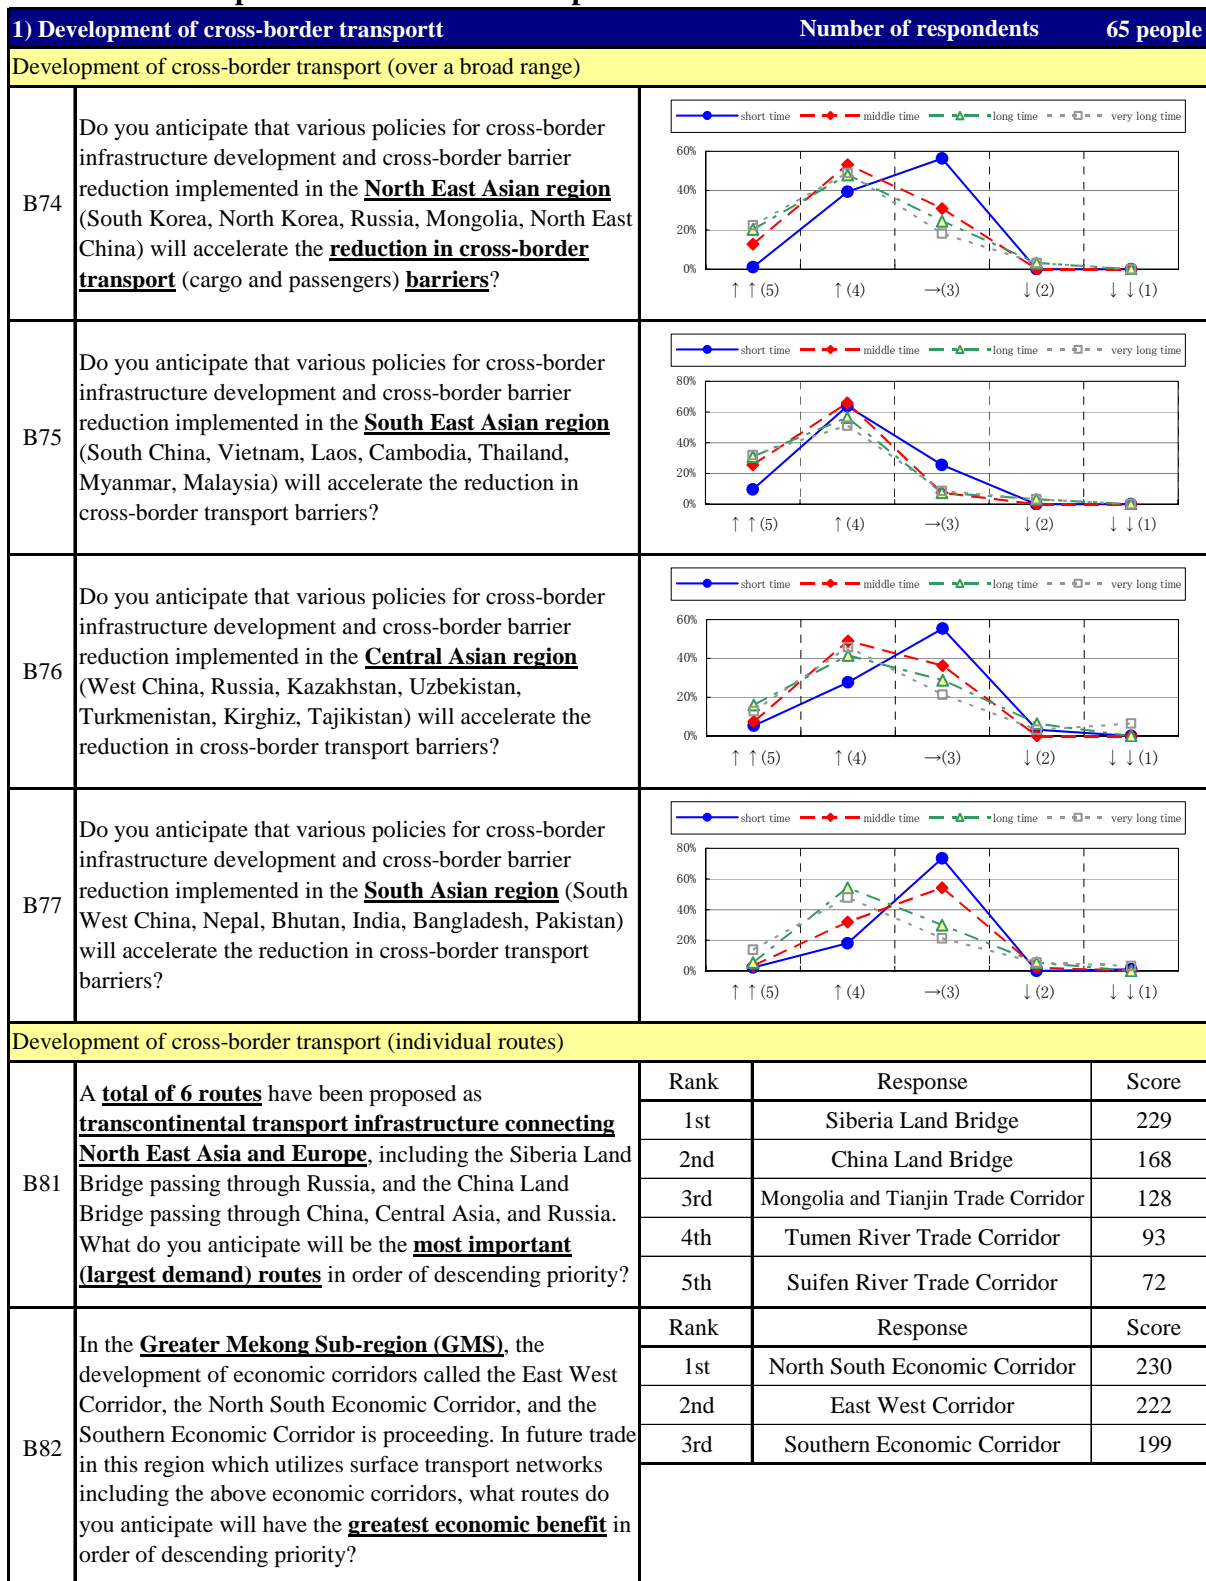 1) Development of cross-border transportt Number of respondents 65 people
Development of cross-border transport (over a broad range)
B74
Do you anticipate that various policies for cross-border
infrastructure development and cross-border barrier
reduction implemented in the North East Asian region
(South Korea, North Korea, Russia, Mongolia, North East
China) will accelerate the reduction in cross-border
transport (cargo and passengers) barriers?
short time middle time long time very long time
60%
40%
20%
0%
↑ ↑ (5) ↑ (4) →(3) ↓ (2) ↓ ↓ (1)
B75
Do you anticipate that various policies for cross-border
infrastructure development and cross-border barrier
reduction implemented in the South East Asian region
(South China, Vietnam, Laos, Cambodia, Thailand,
Myanmar, Malaysia) will accelerate the reduction in
cross-border transport barriers?
short time middle time long time very long time
80%
60%
40%
20%
0%
↑ ↑ (5) ↑ (4) →(3) ↓ (2) ↓ ↓ (1)
B76
Do you anticipate that various policies for cross-border
infrastructure development and cross-border barrier
reduction implemented in the Central Asian region
(West China, Russia, Kazakhstan, Uzbekistan,
Turkmenistan, Kirghiz, Tajikistan) will accelerate the
reduction in cross-border transport barriers?
short time middle time long time very long time
60%
40%
20%
0%
↑ ↑ (5) ↑ (4) →(3) ↓ (2) ↓ ↓ (1)
B77
Do you anticipate that various policies for cross-border
infrastructure development and cross-border barrier
reduction implemented in the South Asian region (South
West China, Nepal, Bhutan, India, Bangladesh, Pakistan)
will accelerate the reduction in cross-border transport
barriers?
short time middle time long time very long time
80%
60%
40%
20%
0%
↑ ↑ (5) ↑ (4) →(3) ↓ (2) ↓ ↓ (1)
Development of cross-border transport (individual routes)
B81
A total of 6 routes have been proposed as
transcontinental transport infrastructure connecting
North East Asia and Europe, including the Siberia Land
Bridge passing through Russia, and the China Land
Bridge passing through China, Central Asia, and Russia.
What do you anticipate will be the most important
(largest demand) routes in order of descending priority?
Rank Response Score
1st Siberia Land Bridge 229
2nd China Land Bridge 168
3rd Mongolia and Tianjin Trade Corridor 128
4th Tumen River Trade Corridor 93
5th Suifen River Trade Corridor 72
B82
In the Greater Mekong Sub-region (GMS), the
development of economic corridors called the East West
Corridor, the North South Economic Corridor, and the
Southern Economic Corridor is proceeding. In future trade
in this region which utilizes surface transport networks
including the above economic corridors, what routes do
you anticipate will have the greatest economic benefit in
order of descending priority?
Rank Response Score
1st North South Economic Corridor 230
2nd East West Corridor 222
3rd Southern Economic Corridor 199